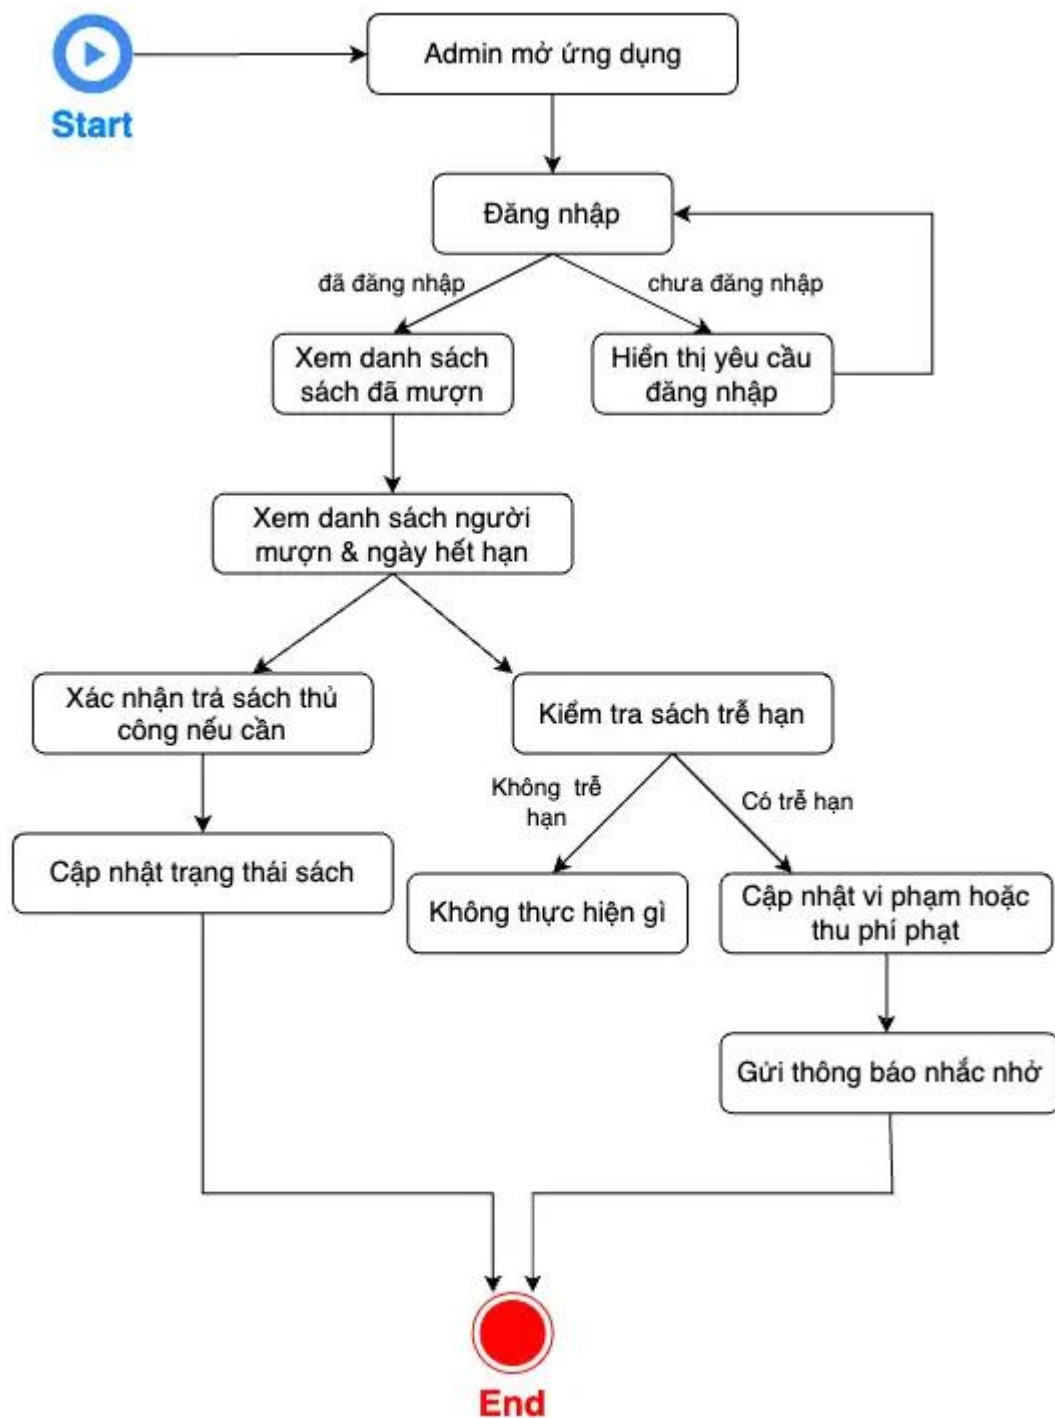 Start
Admin mở ứng dụng
Đăng nhập
đã đăng nhập
chưa đăng nhập
Xem danh sách
sách đã mượn
Hiển thị yêu cầu
đăng nhập
Xem danh sách người
mượn & ngày hết hạn
Xác nhận trả sách thủ
công nếu cần
Kiểm tra sách trễ hạn
Không trễ
hạn
Có trễ hạn
Cập nhật trạng thái sách
Không thực hiện gì
Cập nhật vi phạm hoặc
thu phí phạt
Gửi thông báo nhắc nhở
End